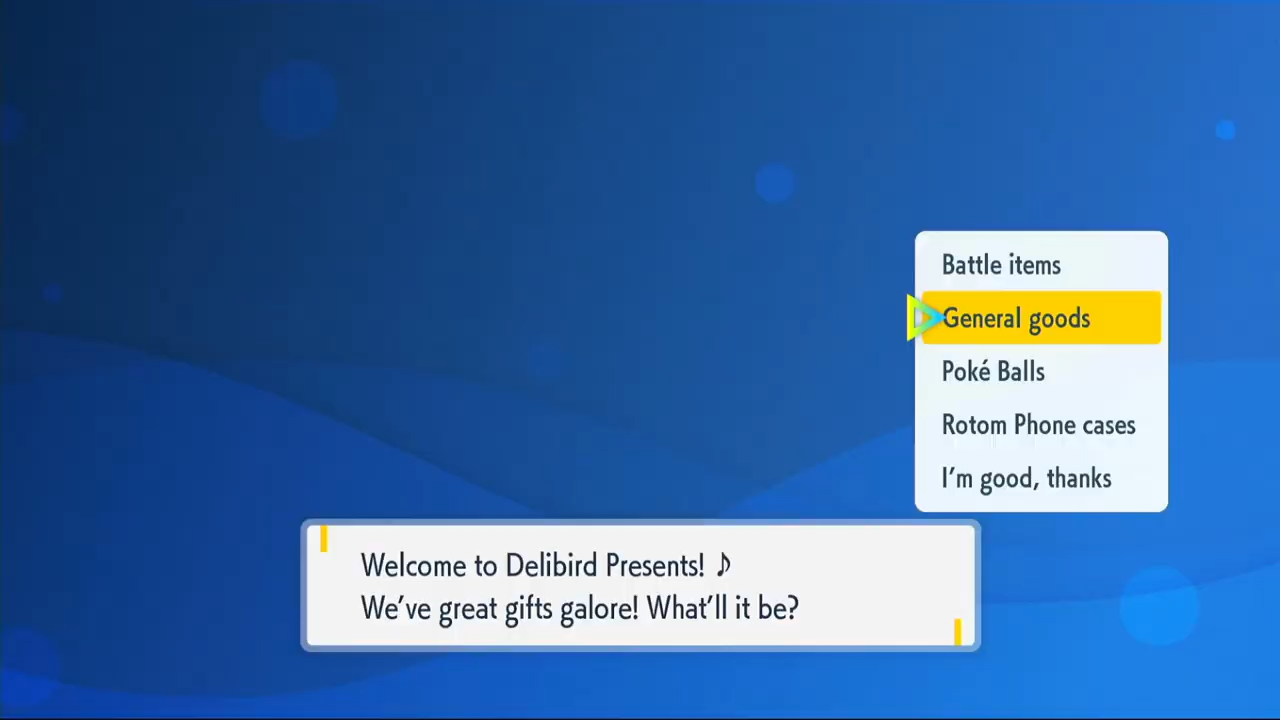 Battle items
General goods
Poké Balls
Rotom Phone cases
I'm good, thanks
Welcome to Delibird Presents! ♪
We've great gifts galore! What'll it be?